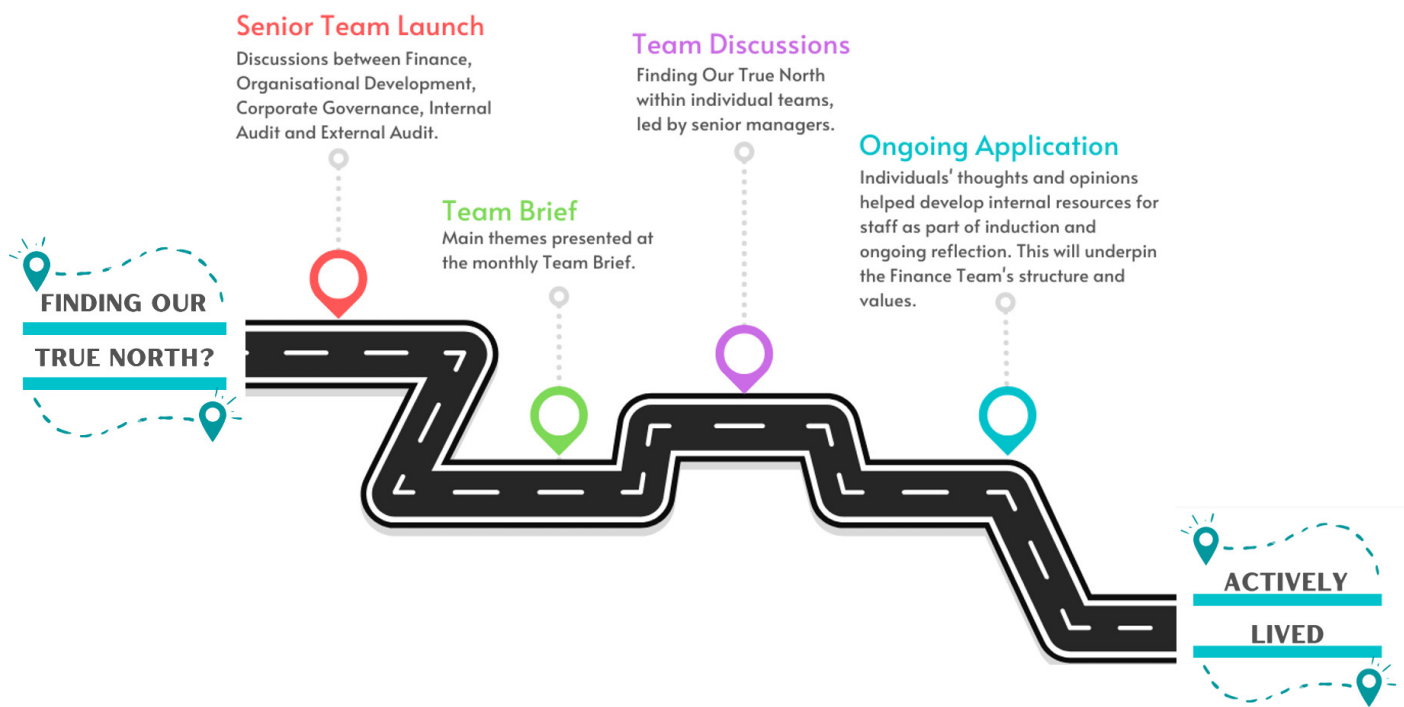 Senior Team Launch
Discussions between Finance,
Organisational Development,
Corporate Governance, Internal
Audit and External Audit.
Team Discussions
Finding Our True North
within individual teams,
led by senior managers.
Ongoing Application
Individuals' thoughts and opinions
helped develop internal resources for
staff as part of induction and
ongoing reflection. This will underpin
the Finance Team's structure and
values.
Team Brief
Main themes presented at
the monthly Team Brief.
FINDING OUR
TRUE NORTH?
ACTIVELY
LIVED